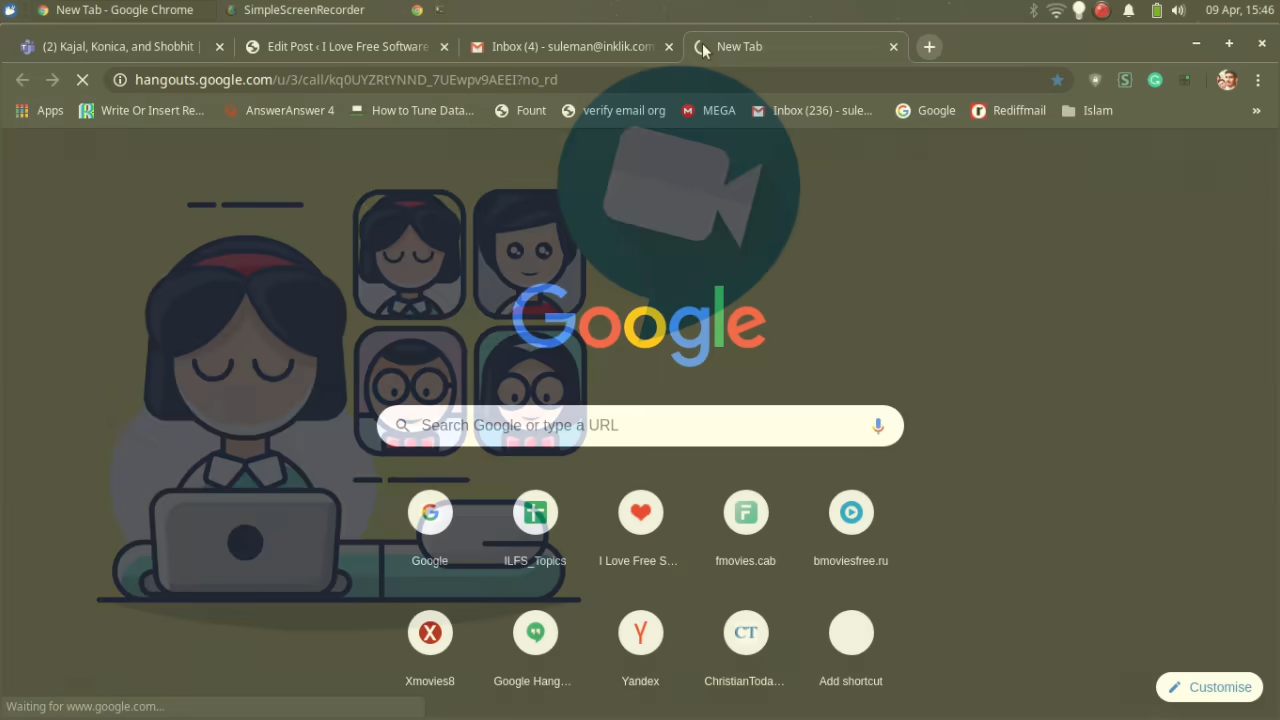 New Tab - Google Chrome
SimpleScreenRecorder
09 Apr, 15:46
(2) Kajal, Konica, and Shobhit
Edit Post ‹ I Love Free Software
Inbox (4) - suleman@inklik.com
New Tab
hangouts.google.com/u/3/call/kq0UYZRtYNND_7UEwpv9AEEI?no_rd
Apps
Write Or Insert Re...
AnswerAnswer 4
How to Tune Data...
Fount
verify email org
MEGA
Inbox (236) - sule...
Google
Rediffmail
Islam
»
Google
Search Google or type a URL
Google
ILFS_Topics
I Love Free S...
fmovies.cab
bmoviesfree.ru
CT
Xmovies8
Google Hang...
Yandex
ChristianToda...
Add shortcut
Customise
Waiting for www.google.com...